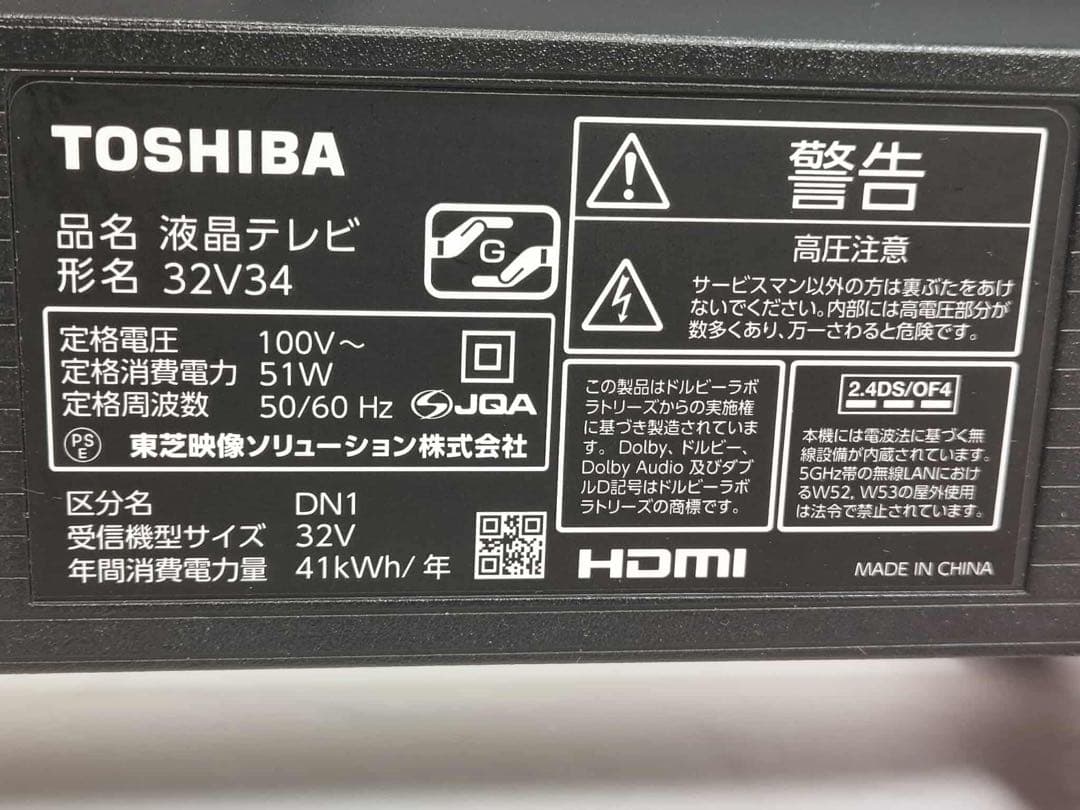 TOSHIBA
品名 液晶テレビ
形名 32V34
G
定格電圧 100V～
定格消費電力 51W
定格周波数 50/60 Hz JQA
PS
E
東芝映像ソリューション株式会社
区分名 DN1
受信機型サイズ 32V
年間消費電力量 41kWh/年
警告
高圧注意
サービスマン以外の方は裏ぶたをあけ
ないでください。内部には高電圧部分が
数多くあり、万一さわると危険です。
この製品はドルビーラボ
ラトリーズからの実施権
に基づき製造されていま
す。Dolby、ドルビー、
Dolby Audio 及びダブ
ルD記号はドルビーラボ
ラトリーズの商標です。
2.4DS/OF4
本機には電波法に基づく無
線設備が内蔵されています。
5GHz帯の無線LANにおけ
るW52, W53の屋外使用
は法令で禁止されています。
HDMI
MADE IN CHINA